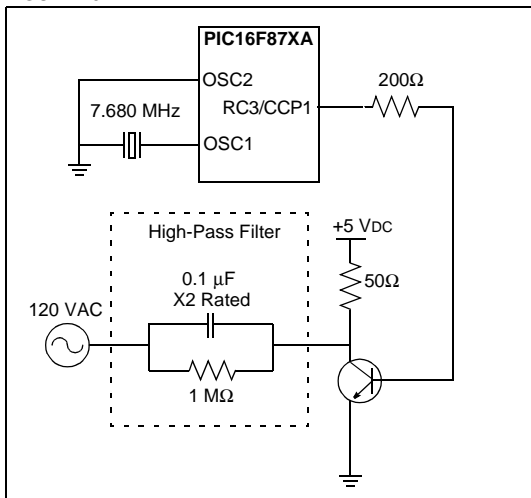 PIC16F87XA
OSC2
200Ω
7.680 MHz
RC3/CCP1
OSC1
+5 VDC
High-Pass Filter
50Ω
0.1 μF
X2 Rated
120 VAC
1 MΩ